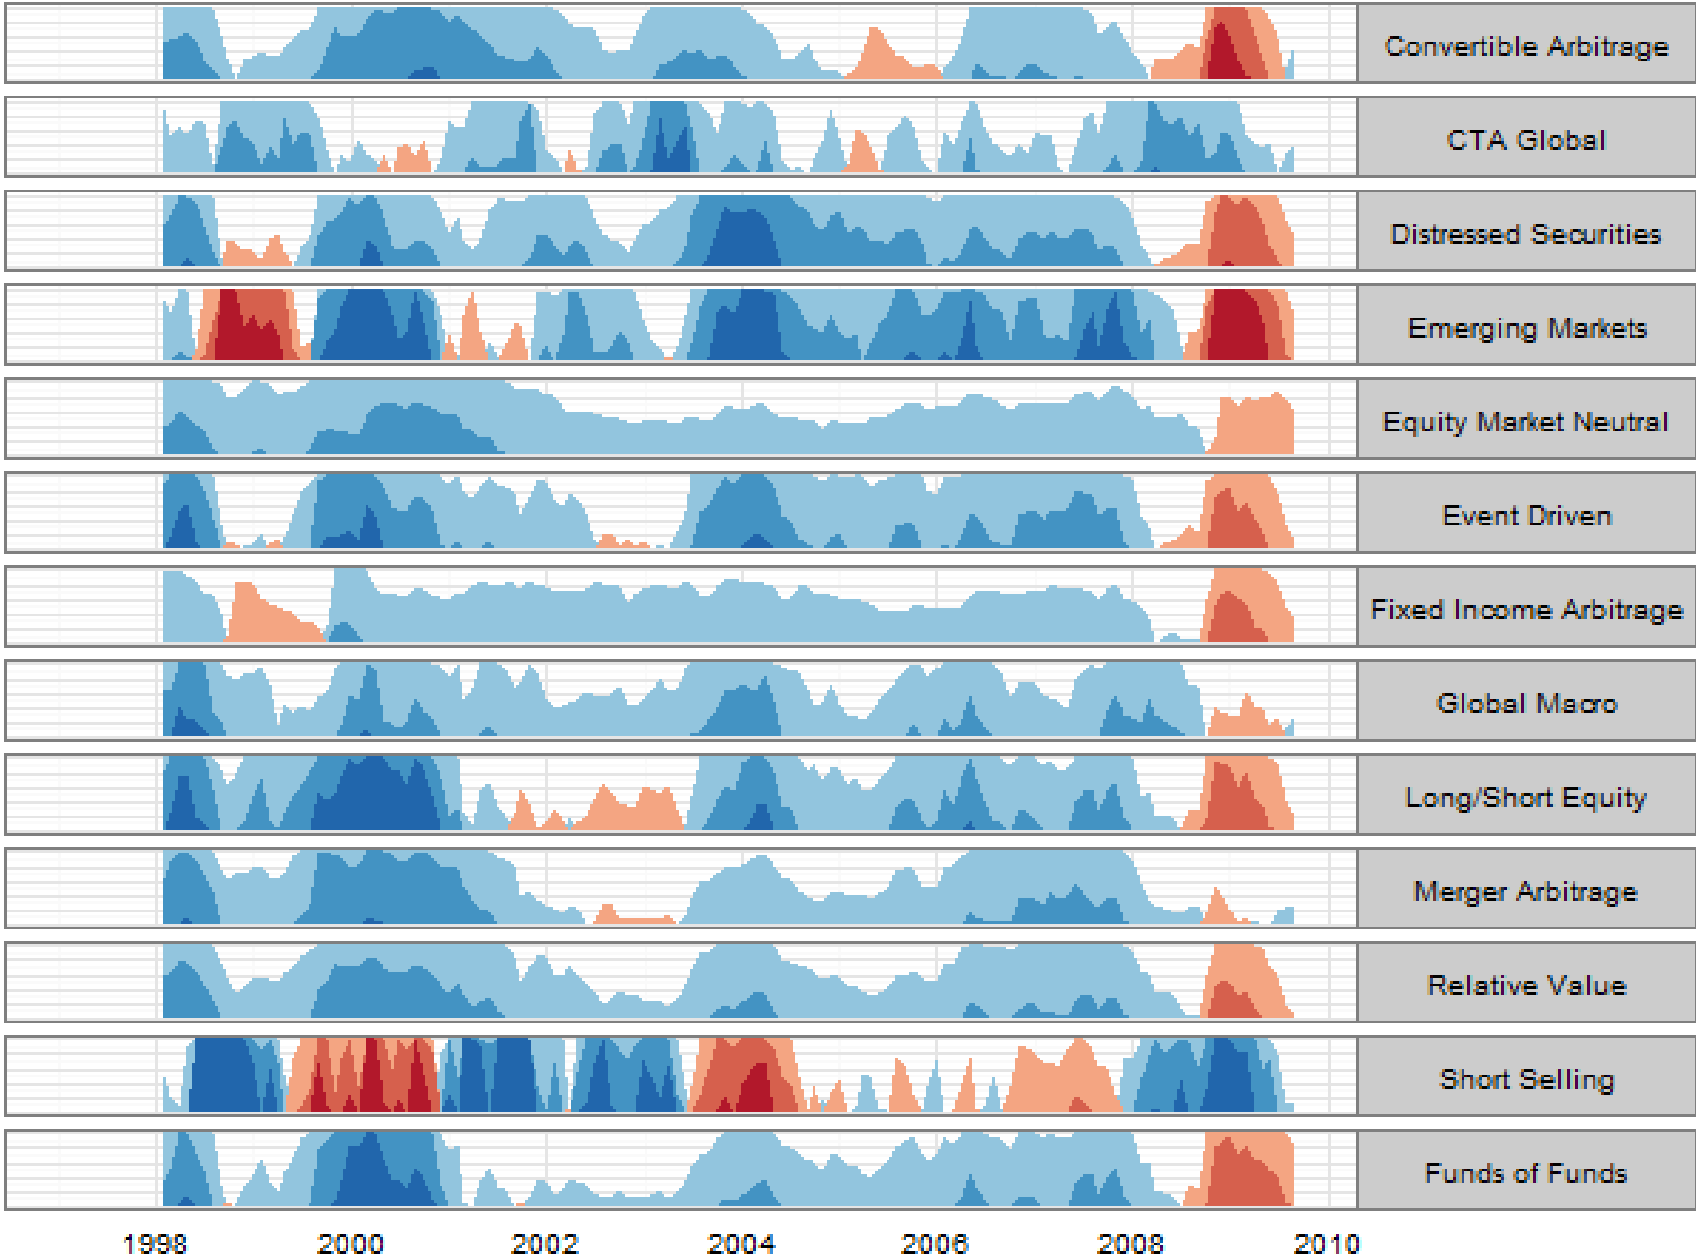 Convertible Arbitrage
CTA Global
Distressed Securities
Emerging Markets
Equity Market Neutral
Event Driven
Fixed Income Arbitrage
Global Macro
Long/Short Equity
Merger Arbitrage
Relative Value
Short Selling
Funds of Funds
1998 2000 2002 2004 2006 2008 2010